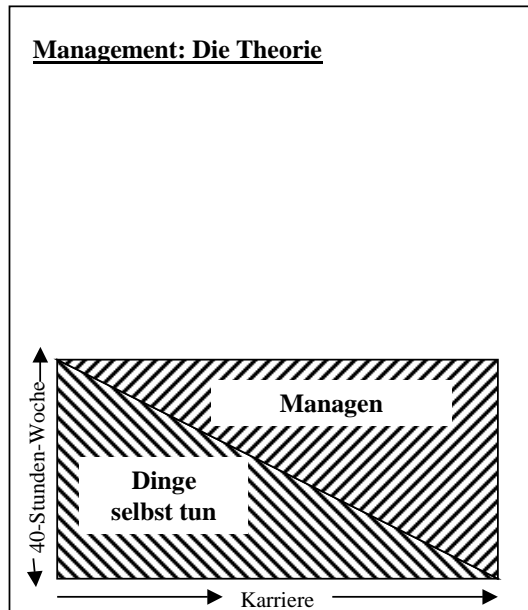 Management: Die Theorie
40-Stunden-Woche
Managen
Dinge
selbst tun
Karriere